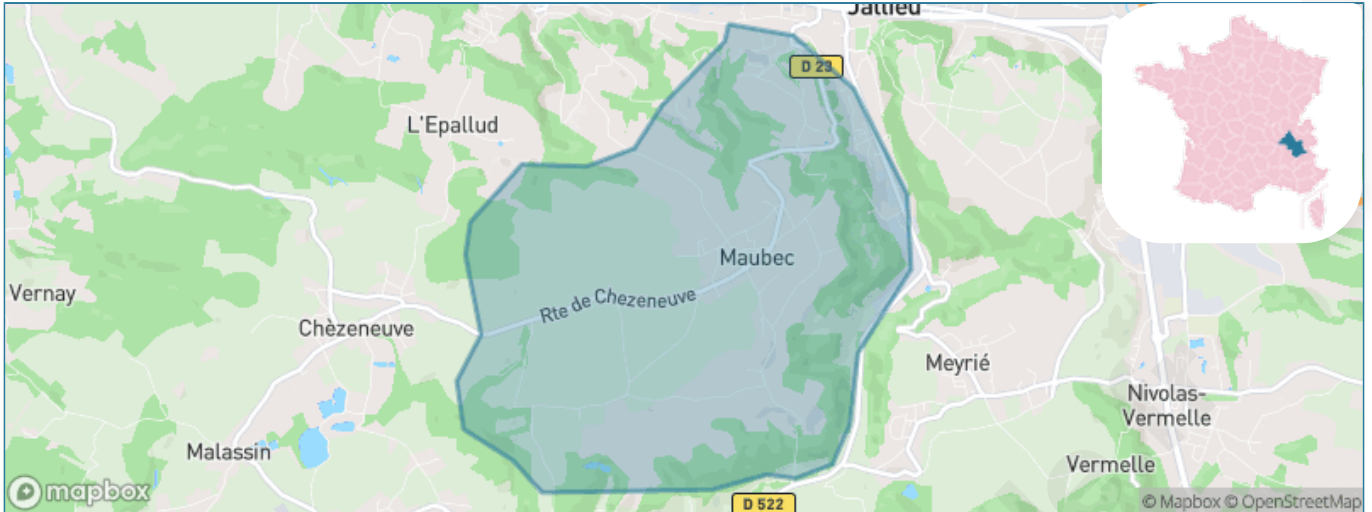 Jallieu
D 23
L'Epallud
Maubec
Vernay
Rte de Chezeneuve
Chèzeneuve
Meyrié
Nivolas-
Vermelle
Malassin
Vermelle
mapbox
D 522
© Mapbox © OpenStreetMap